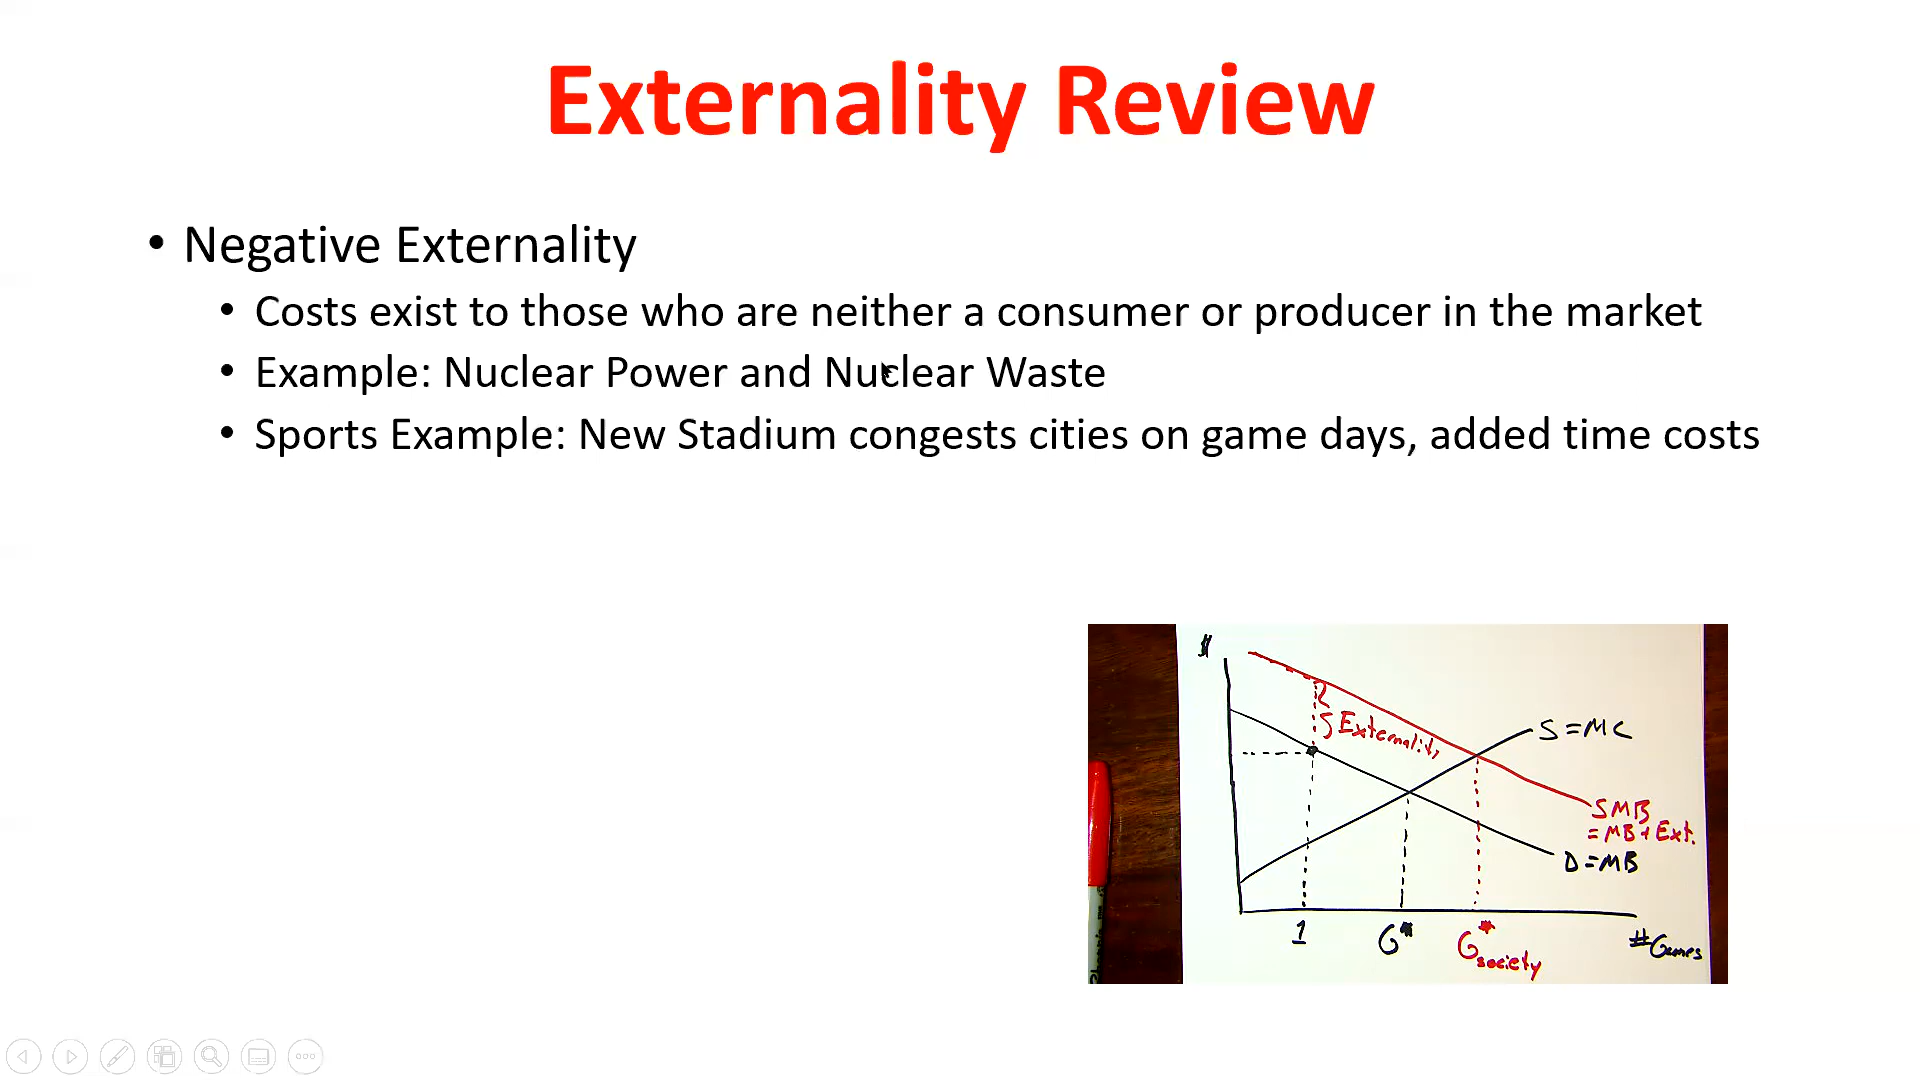 Externality Review
• Negative Externality
• Costs exist to those who are neither a consumer or producer in the market
• Example: Nuclear Power and Nuclear Waste
• Sports Example: New Stadium congests cities on game days, added time costs
$
Externality
S=MC
SMB
=MB+Ext.
D=MB
1
G*
G*society
#Games